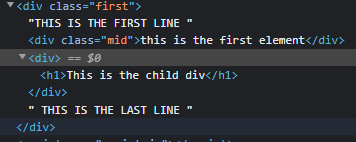 ▼<div class="first">
"THIS IS THE FIRST LINE "
<div class="mid">this is the first element</div>
▼<div> == $0
<h1>This is the child div</h1>
</div>
" THIS IS THE LAST LINE "
</div>